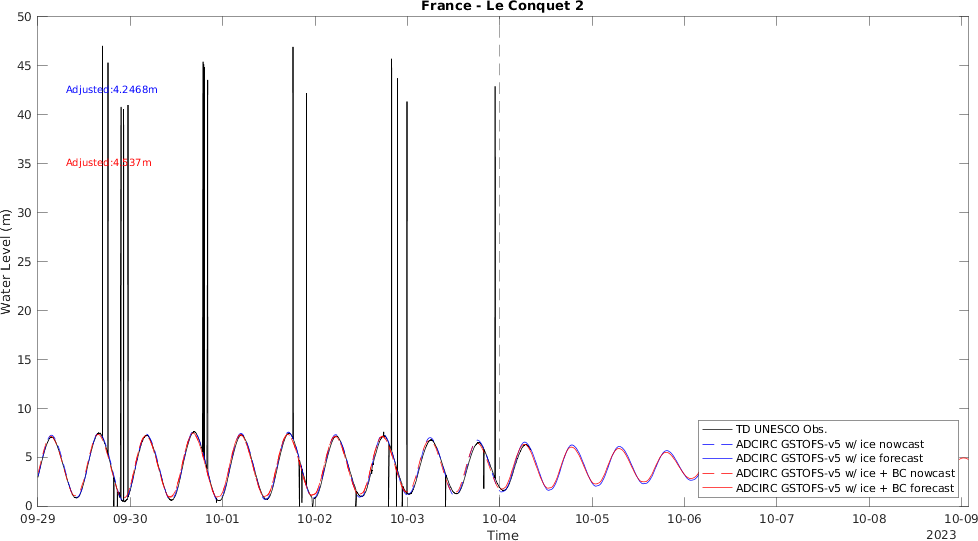 France - Le Conquet 2
Water Level (m)
50
45
40
35
30
25
20
15
10
5
0
Adjusted:4.2468m
Adjusted:4.537m
TD UNESCO Obs.
ADCIRC GSTOFS-v5 w/ ice nowcast
ADCIRC GSTOFS-v5 w/ ice forecast
ADCIRC GSTOFS-v5 w/ ice + BC nowcast
ADCIRC GSTOFS-v5 w/ ice + BC forecast
09-29 09-30 10-01 10-02 10-03 10-04 10-05 10-06 10-07 10-08 10-09
Time
2023